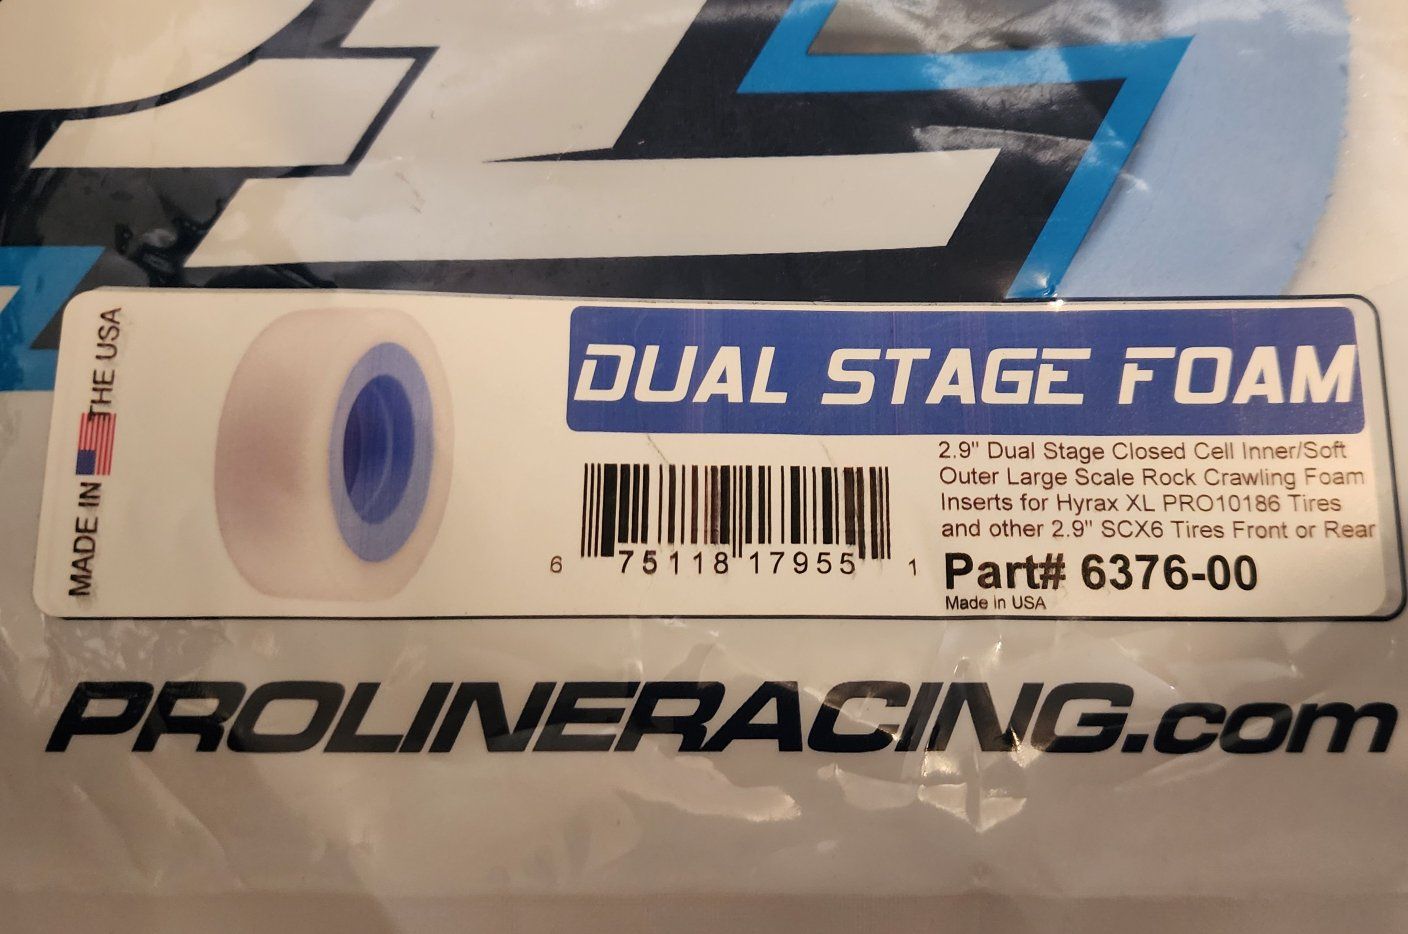 MADE IN THE USA
DUAL STAGE FOAM
2.9" Dual Stage Closed Cell Inner/Soft
Outer Large Scale Rock Crawling Foam
Inserts for Hyrax XL PRO10186 Tires
and other 2.9" SCX6 Tires Front or Rear
6 75118 17955 1
Part# 6376-00
Made in USA
PROLINERACING.com